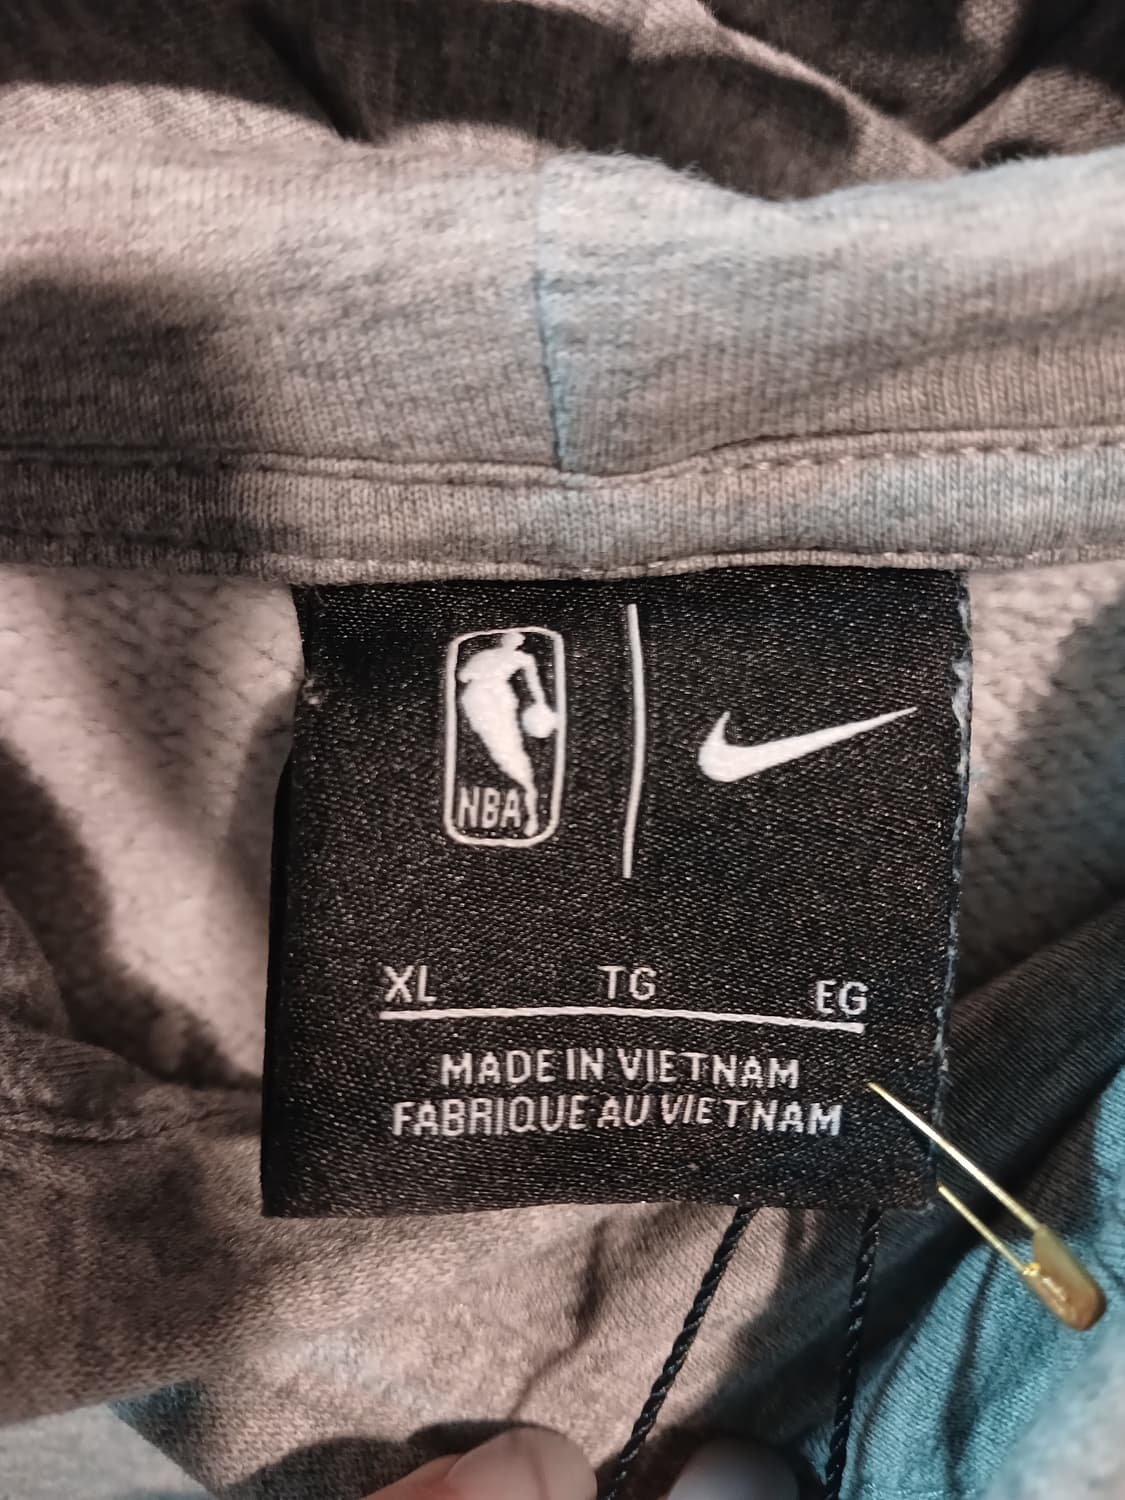 NBA
XL TG EG
MADE IN VIETNAM
FABRIQUE AU VIETNAM